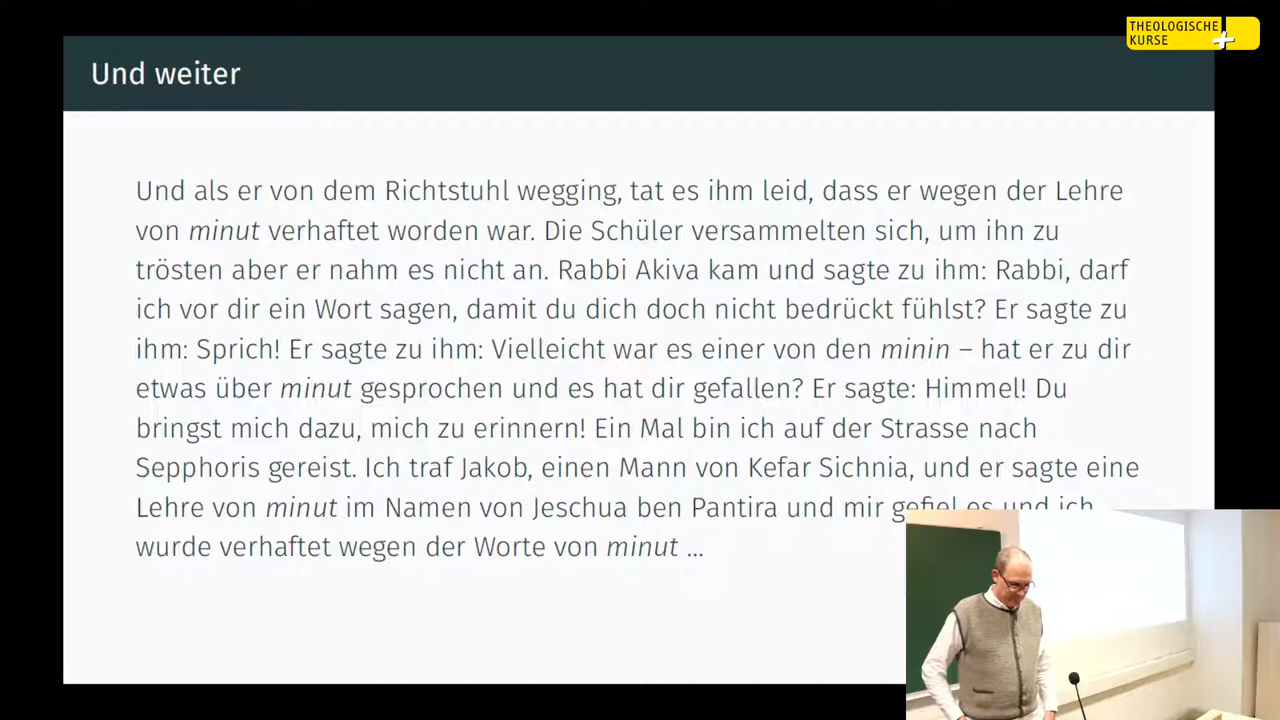 THEOLOGISCHE
KURSE
Und weiter
Und als er von dem Richtstuhl wegging, tat es ihm leid, dass er wegen der Lehre
von minut verhaftet worden war. Die Schüler versammelten sich, um ihn zu
trösten aber er nahm es nicht an. Rabbi Akiva kam und sagte zu ihm: Rabbi, darf
ich vor dir ein Wort sagen, damit du dich doch nicht bedrückt fühlst? Er sagte zu
ihm: Sprich! Er sagte zu ihm: Vielleicht war es einer von den minin – hat er zu dir
etwas über minut gesprochen und es hat dir gefallen? Er sagte: Himmel! Du
bringst mich dazu, mich zu erinnern! Ein Mal bin ich auf der Strasse nach
Sepphoris gereist. Ich traf Jakob, einen Mann von Kefar Sichnia, und er sagte eine
Lehre von minut im Namen von Jeschua ben Pantira und mir gefiel es und ich
wurde verhaftet wegen der Worte von minut ...